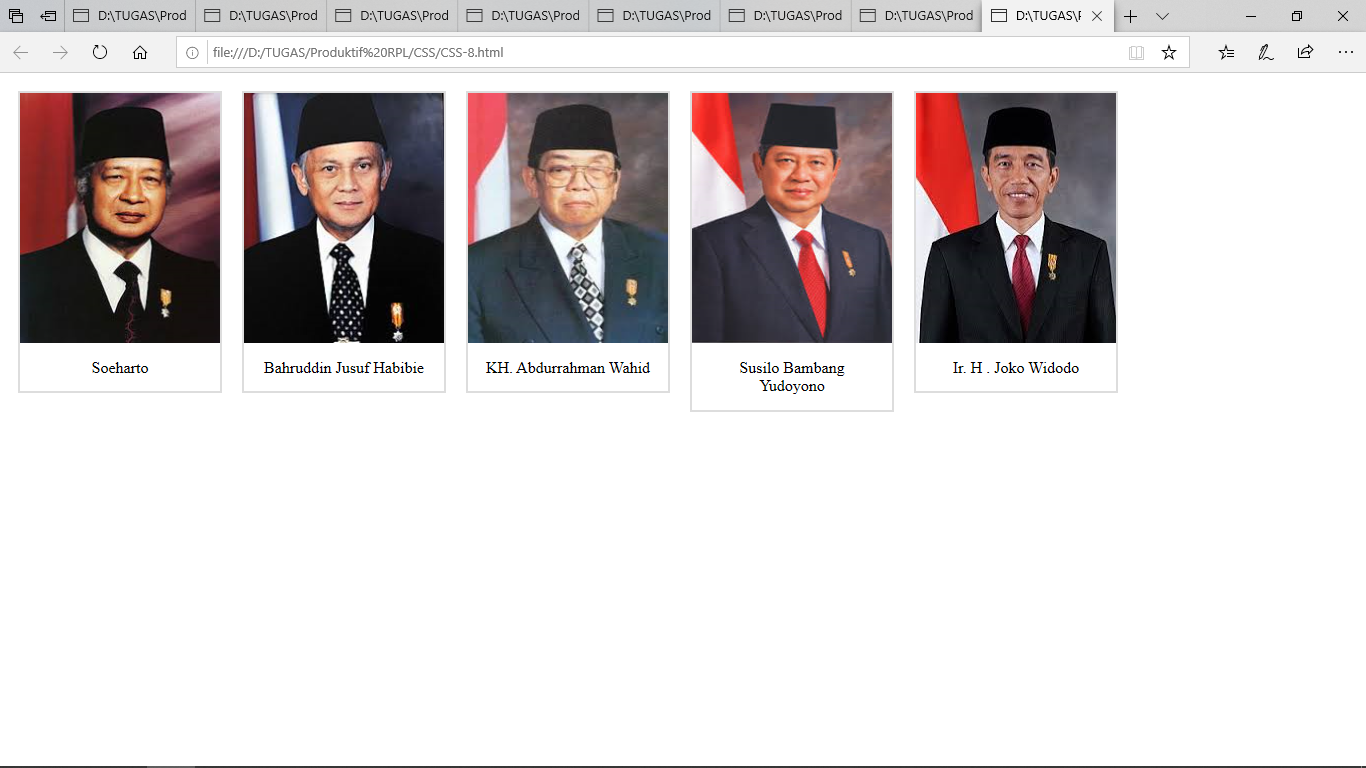 D:\TUGAS\Prod
D:\TUGAS\Prod
D:\TUGAS\Prod
D:\TUGAS\Prod
D:\TUGAS\Prod
D:\TUGAS\Prod
D:\TUGAS\Prod
D:\TUGAS\P
file:///D:/TUGAS/Produktif%20RPL/CSS/CSS-8.html
Soeharto
Bahruddin Jusuf Habibie
KH. Abdurrahman Wahid
Susilo Bambang
Yudoyono
Ir. H . Joko Widodo